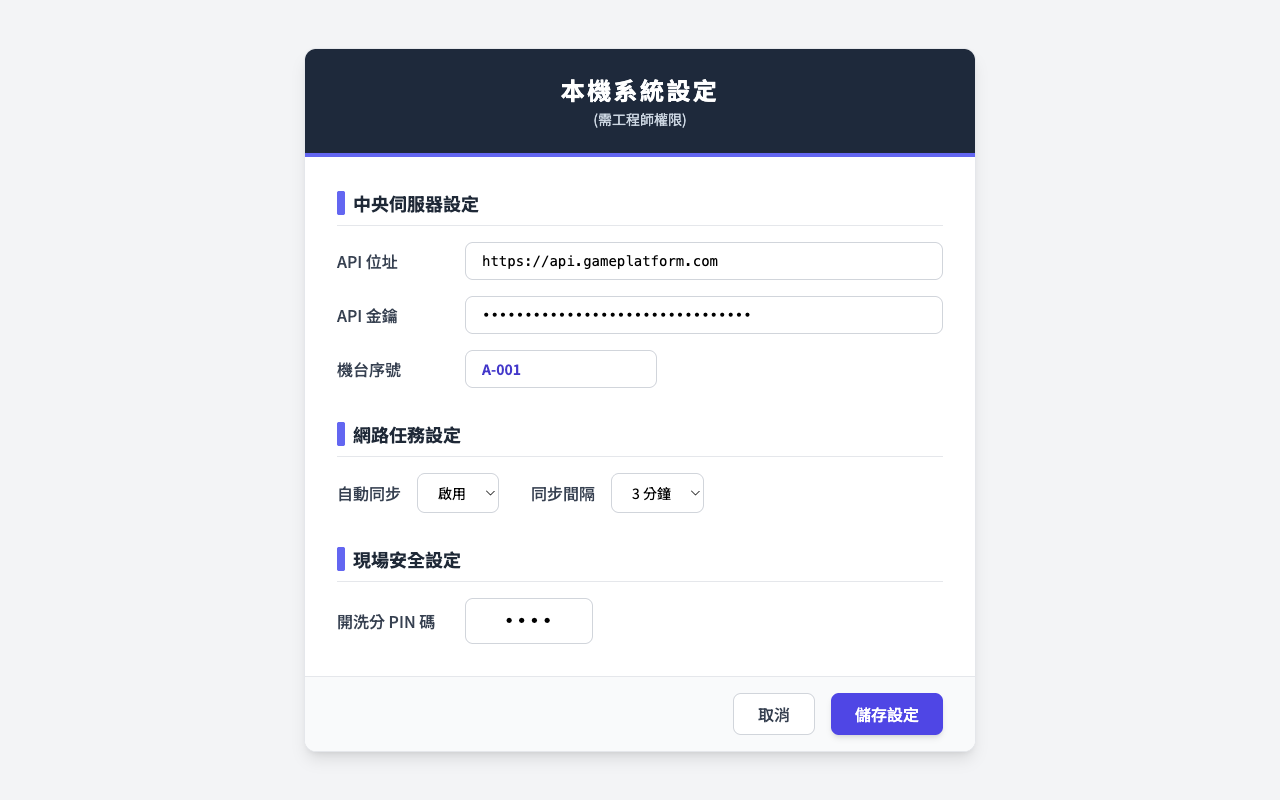 本機系統設定
(需工程師權限)
中央伺服器設定
API 位址
https://api.gameplatform.com
API 金鑰
••••••••••••••••••••••••••••••••
機台序號
A-001
網路任務設定
自動同步 啟用 同步間隔 3 分鐘
現場安全設定
開洗分 PIN 碼
••••
取消 儲存設定